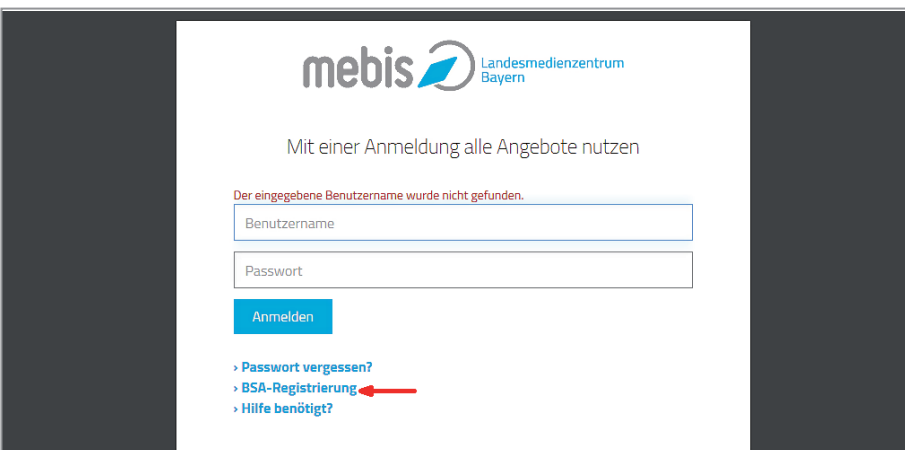 mebis Landesmedienzentrum
Bayern
Mit einer Anmeldung alle Angebote nutzen
Der eingegebene Benutzername wurde nicht gefunden.
Benutzername
Passwort
Anmelden
› Passwort vergessen?
› BSA-Registrierung
› Hilfe benötigt?